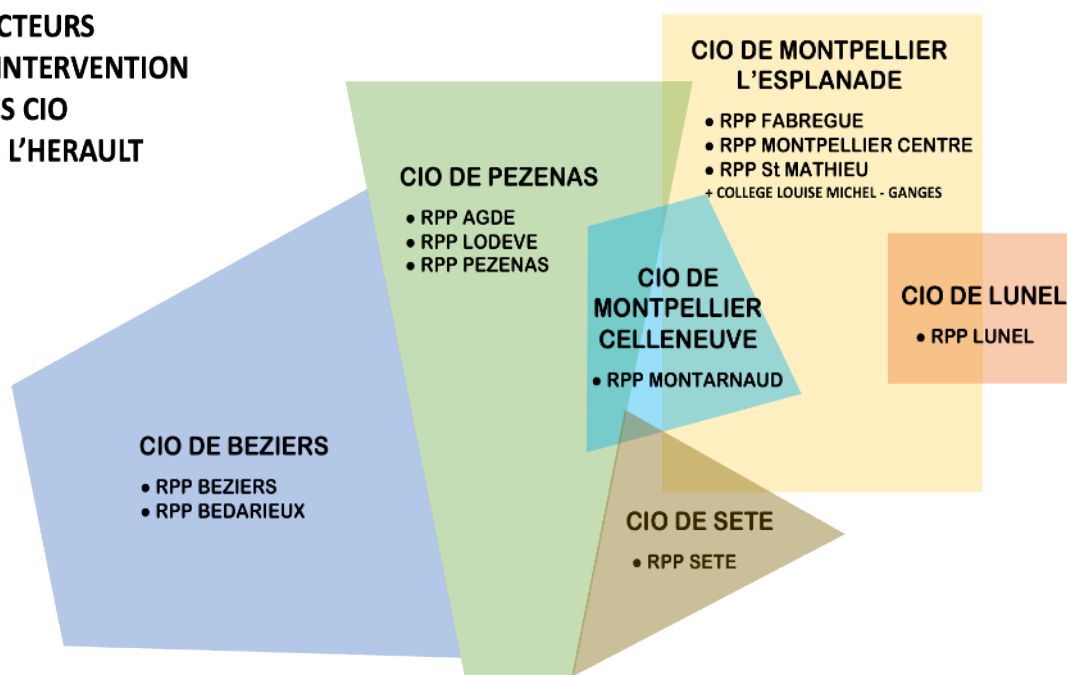 CTEURS
INTERVENTION
S CIO
L'HERAULT
CIO DE MONTPELLIER
L'ESPLANADE
• RPP FABREGUE
• RPP MONTPELLIER CENTRE
• RPP St MATHIEU
+ COLLEGE LOUISE MICHEL - GANGES
CIO DE PEZENAS
• RPP AGDE
• RPP LODEVE
• RPP PEZENAS
CIO DE
MONTPELLIER
CELLENEUVE
• RPP MONTARNAUD
CIO DE LUNEL
• RPP LUNEL
CIO DE BEZIERS
• RPP BEZIERS
• RPP BEDARIEUX
CIO DE SETE
• RPP SETE